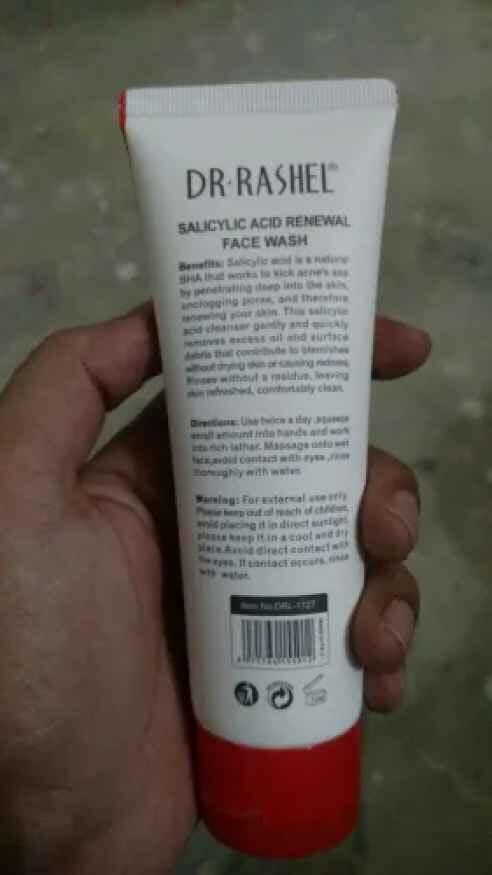 DR·RASHEL®
SALICYLIC ACID RENEWAL
FACE WASH
Benefits: Salicylic acid is a natural
BHA that works to kick acne's ass
by penetrating deep into the skin,
unclogging pores, and therefore
renewing your skin. This salicylic
acid cleanser gently and quickly
removes excess oil and surface
debris that contribute to blemishes
without drying skin or causing redness.
Rinses without a residue, leaving
skin refreshed, comfortably clean.
Directions: Use twice a day ,squeeze
small amount into hands and work
into rich lather. Massage onto wet
face,avoid contact with eyes ,rinse
thoroughly with water.
Warning: For external use only.
Please keep out of reach of children,
avoid placing it in direct sunlight,
please keep it in a cool and dry
place.Avoid direct contact with
the eyes. If contact occurs, rinse
with water.
Item No.DRL-1727